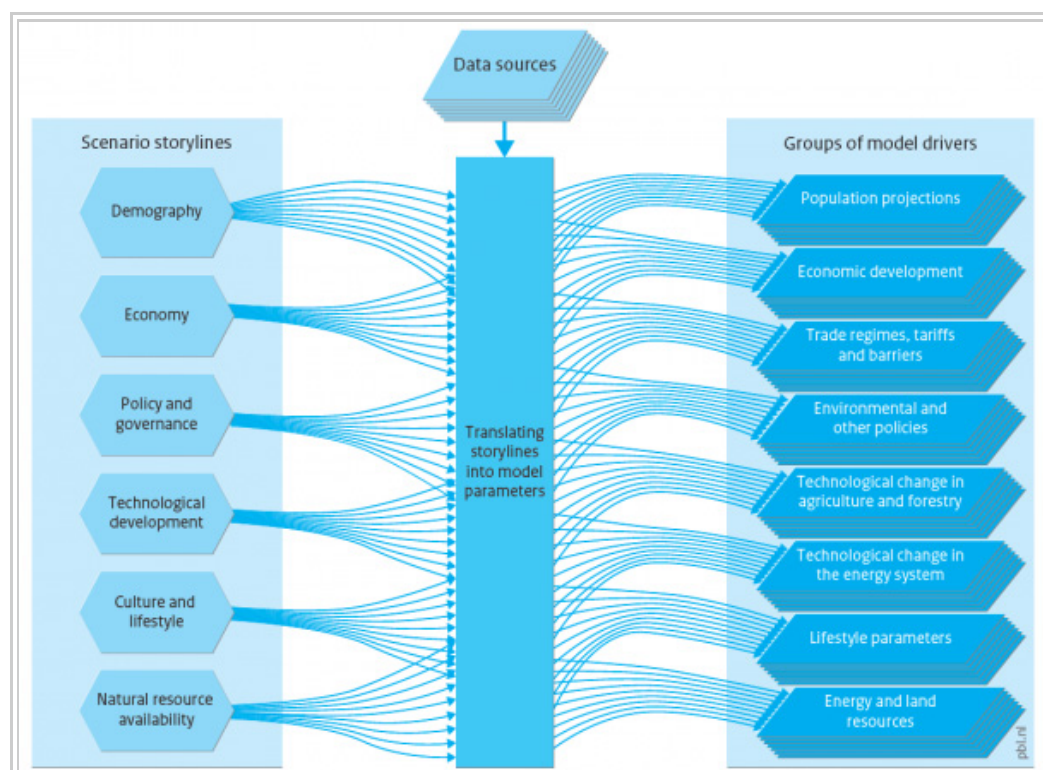 Data sources
Scenario storylines
Demography
Economy
Policy and
governance
Technological
development
Culture and
lifestyle
Natural resource
availability
Translating
storylines
into model
parameters
Groups of model drivers
Population projections
Economic development
Trade regimes, tariffs
and barriers
Environmental and
other policies
Technological change in
agriculture and forestry
Technological change in
the energy system
Lifestyle parameters
Energy and land
resources
pbl.nl